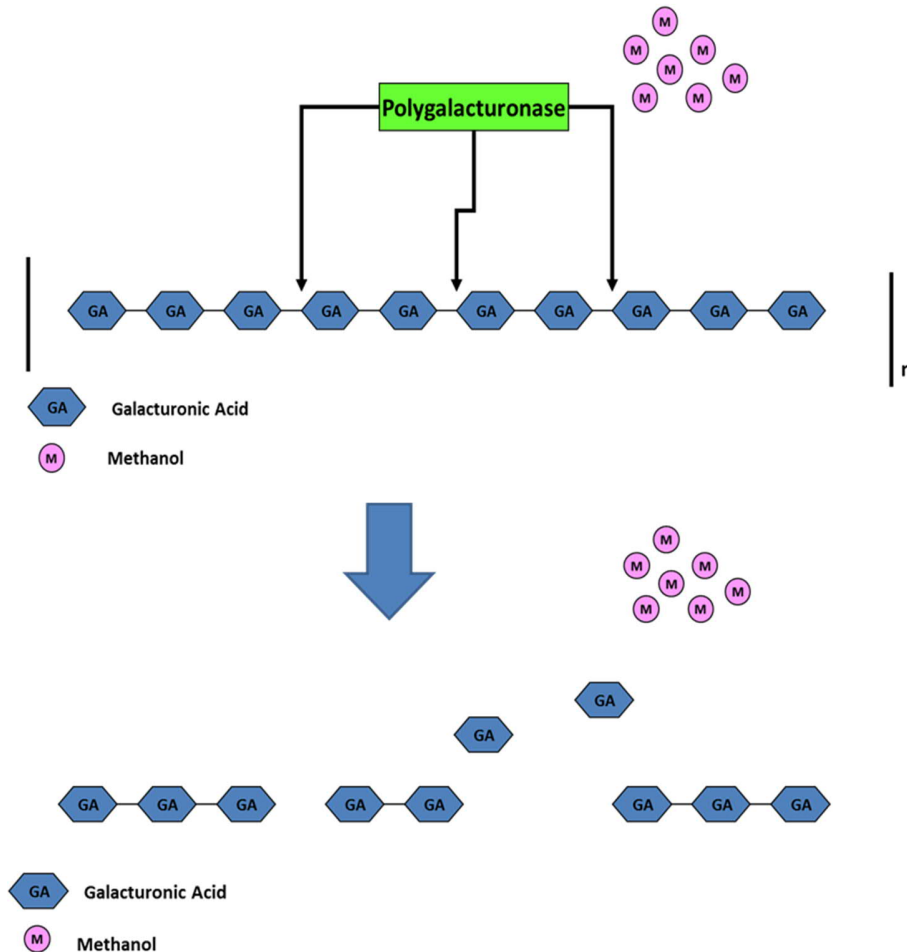 M
M M
M M
M M
Polygalacturonase
GA GA GA GA GA GA GA GA GA GA
n
GA Galacturonic Acid
M Methanol
M
M M
M M
M M
GA
GA
GA GA GA GA GA GA GA GA
GA Galacturonic Acid
M Methanol